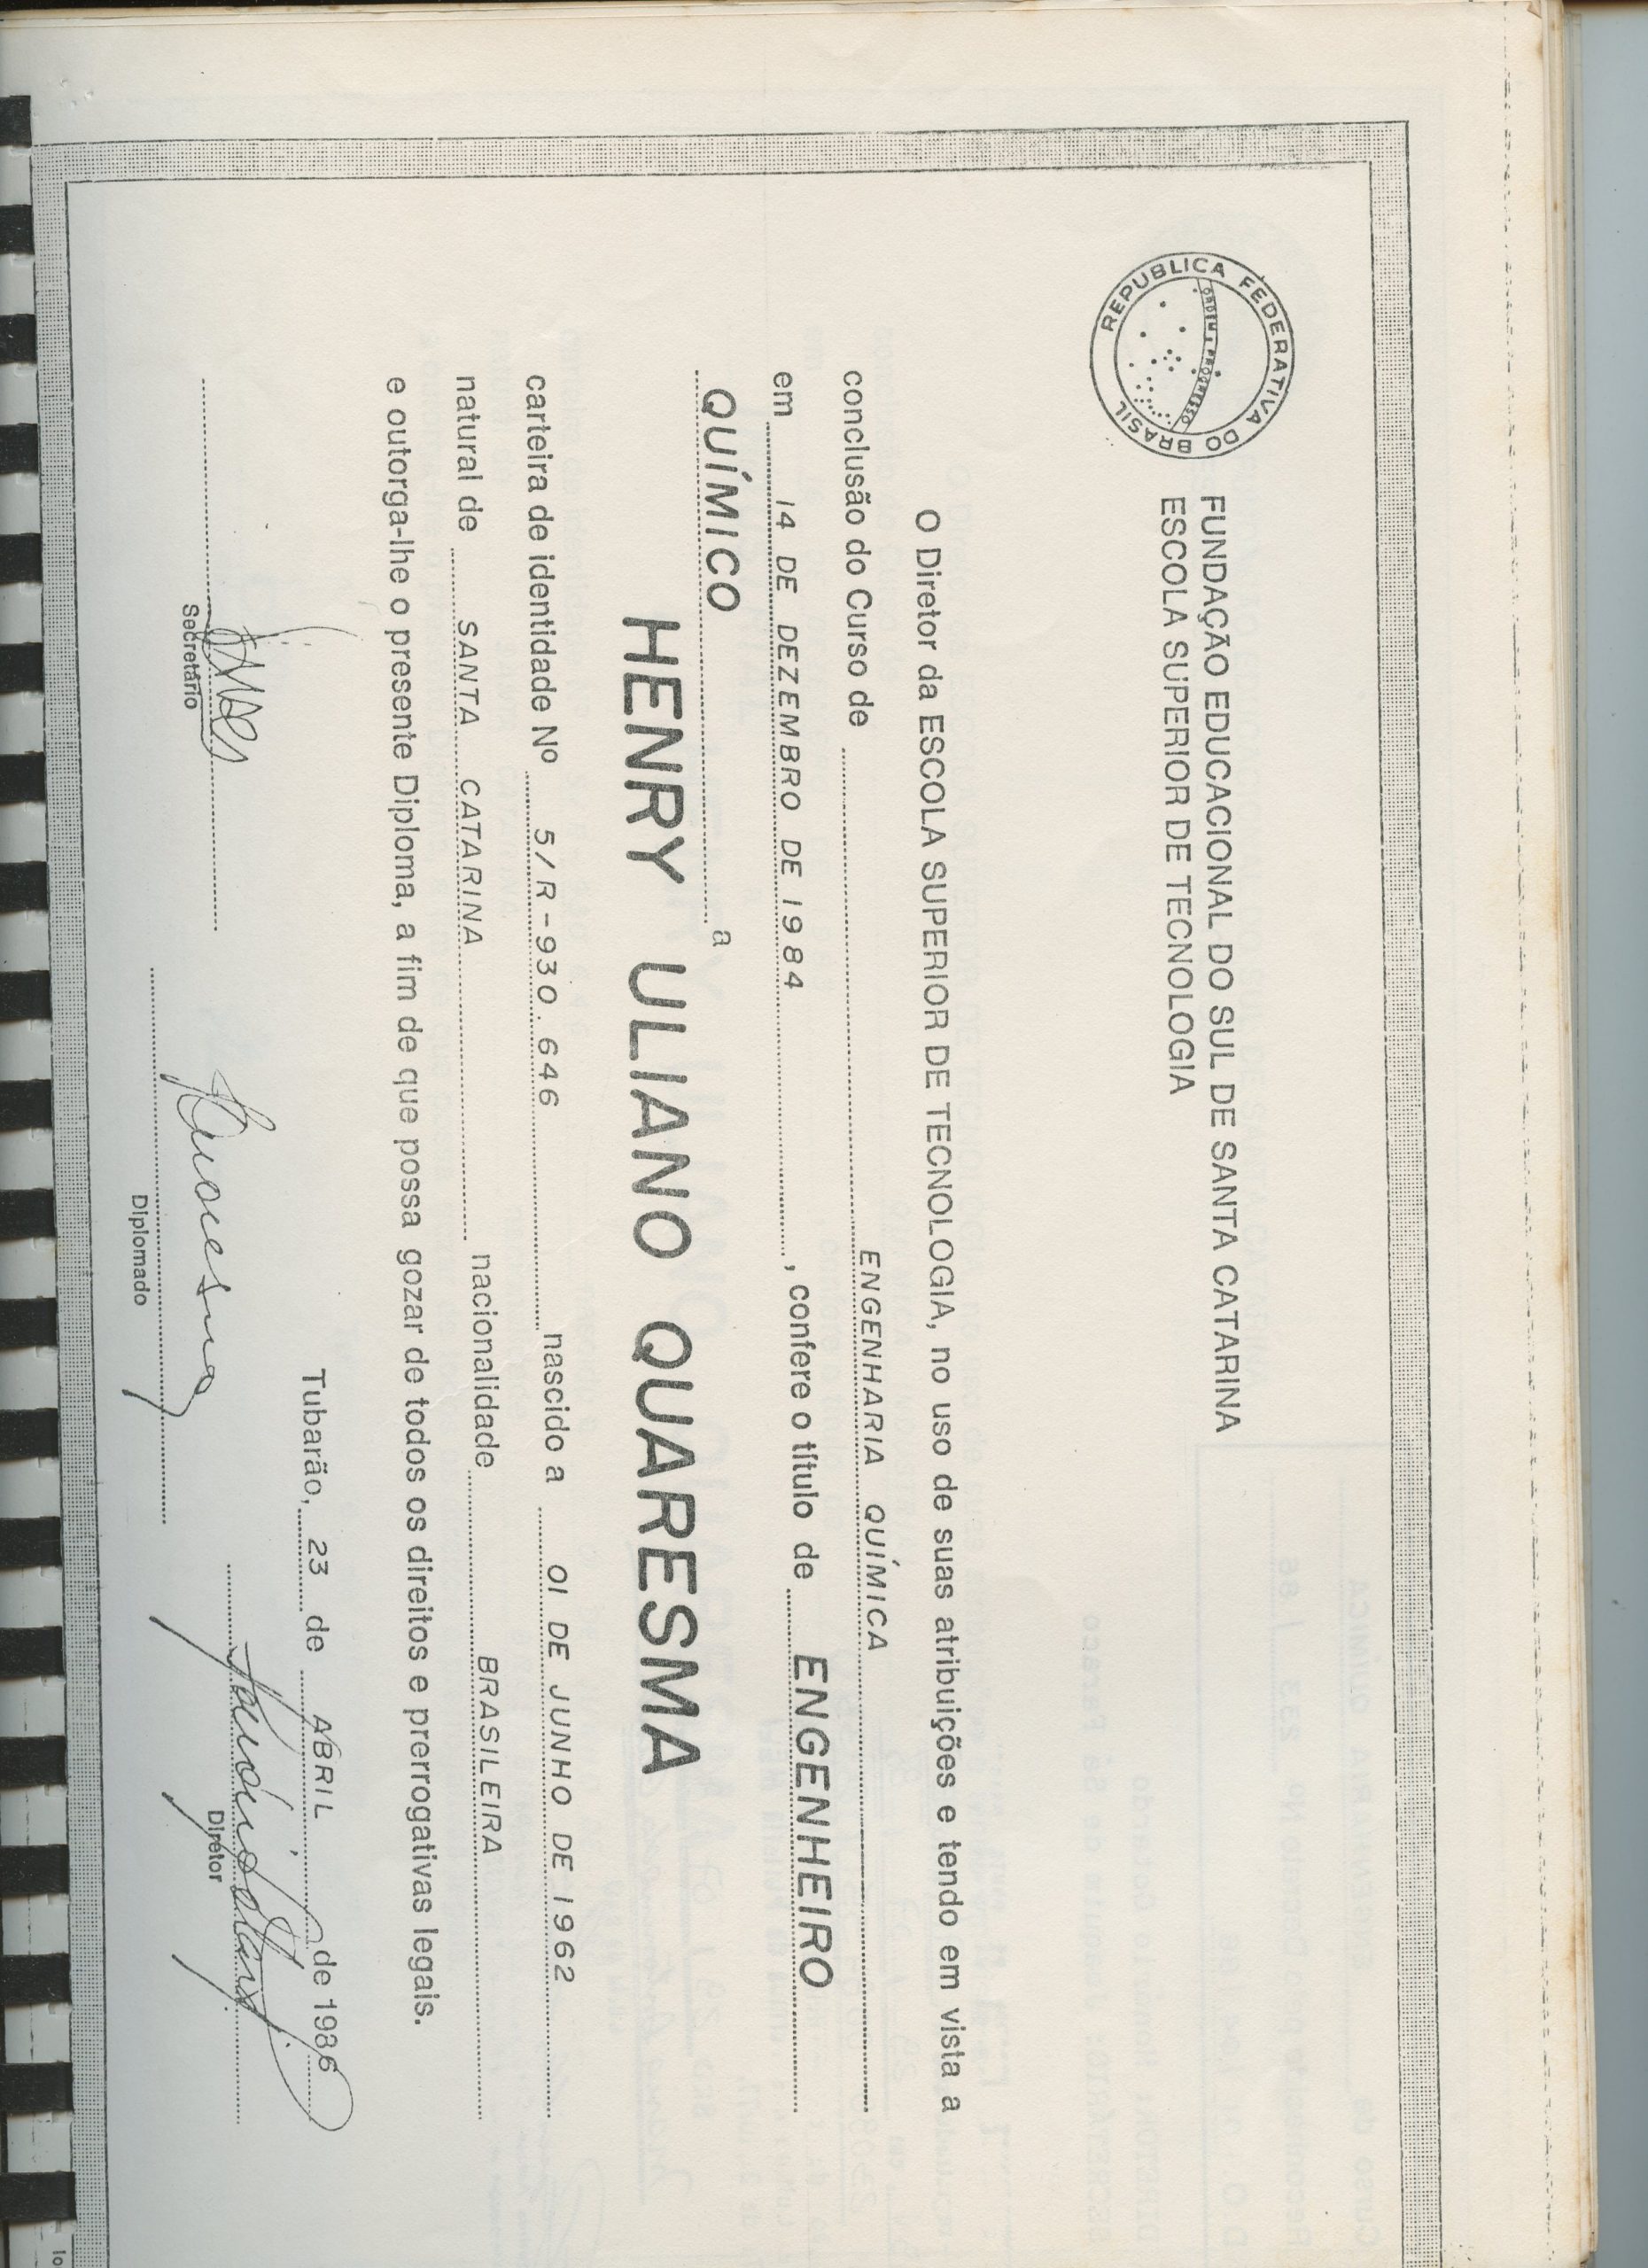 REPUBLICA FEDERATIVA DO BRASIL
ORDEM E PROGRESSO
FUNDAÇÃO EDUCACIONAL DO SUL DE SANTA CATARINA
ESCOLA SUPERIOR DE TECNOLOGIA
O Diretor da ESCOLA SUPERIOR DE TECNOLOGIA, no uso de suas atribuições e tendo em vista a
conclusão do Curso de ENGENHARIA QUÍMICA
em 14 DE DEZEMBRO DE 1984, confere o título de ENGENHEIRO
QUÍMICO a
HENRY ULIANO QUARESMA
carteira de identidade Nº 5/R-930.646 nascido a 01 DE JUNHO DE 1962
natural de SANTA CATARINA nacionalidade BRASILEIRA
e outorga-lhe o presente Diploma, a fim de que possa gozar de todos os direitos e prerrogativas legais.
Tubarão, 23 de ABRIL de 1986
Secretário
Diplomado
Diretor